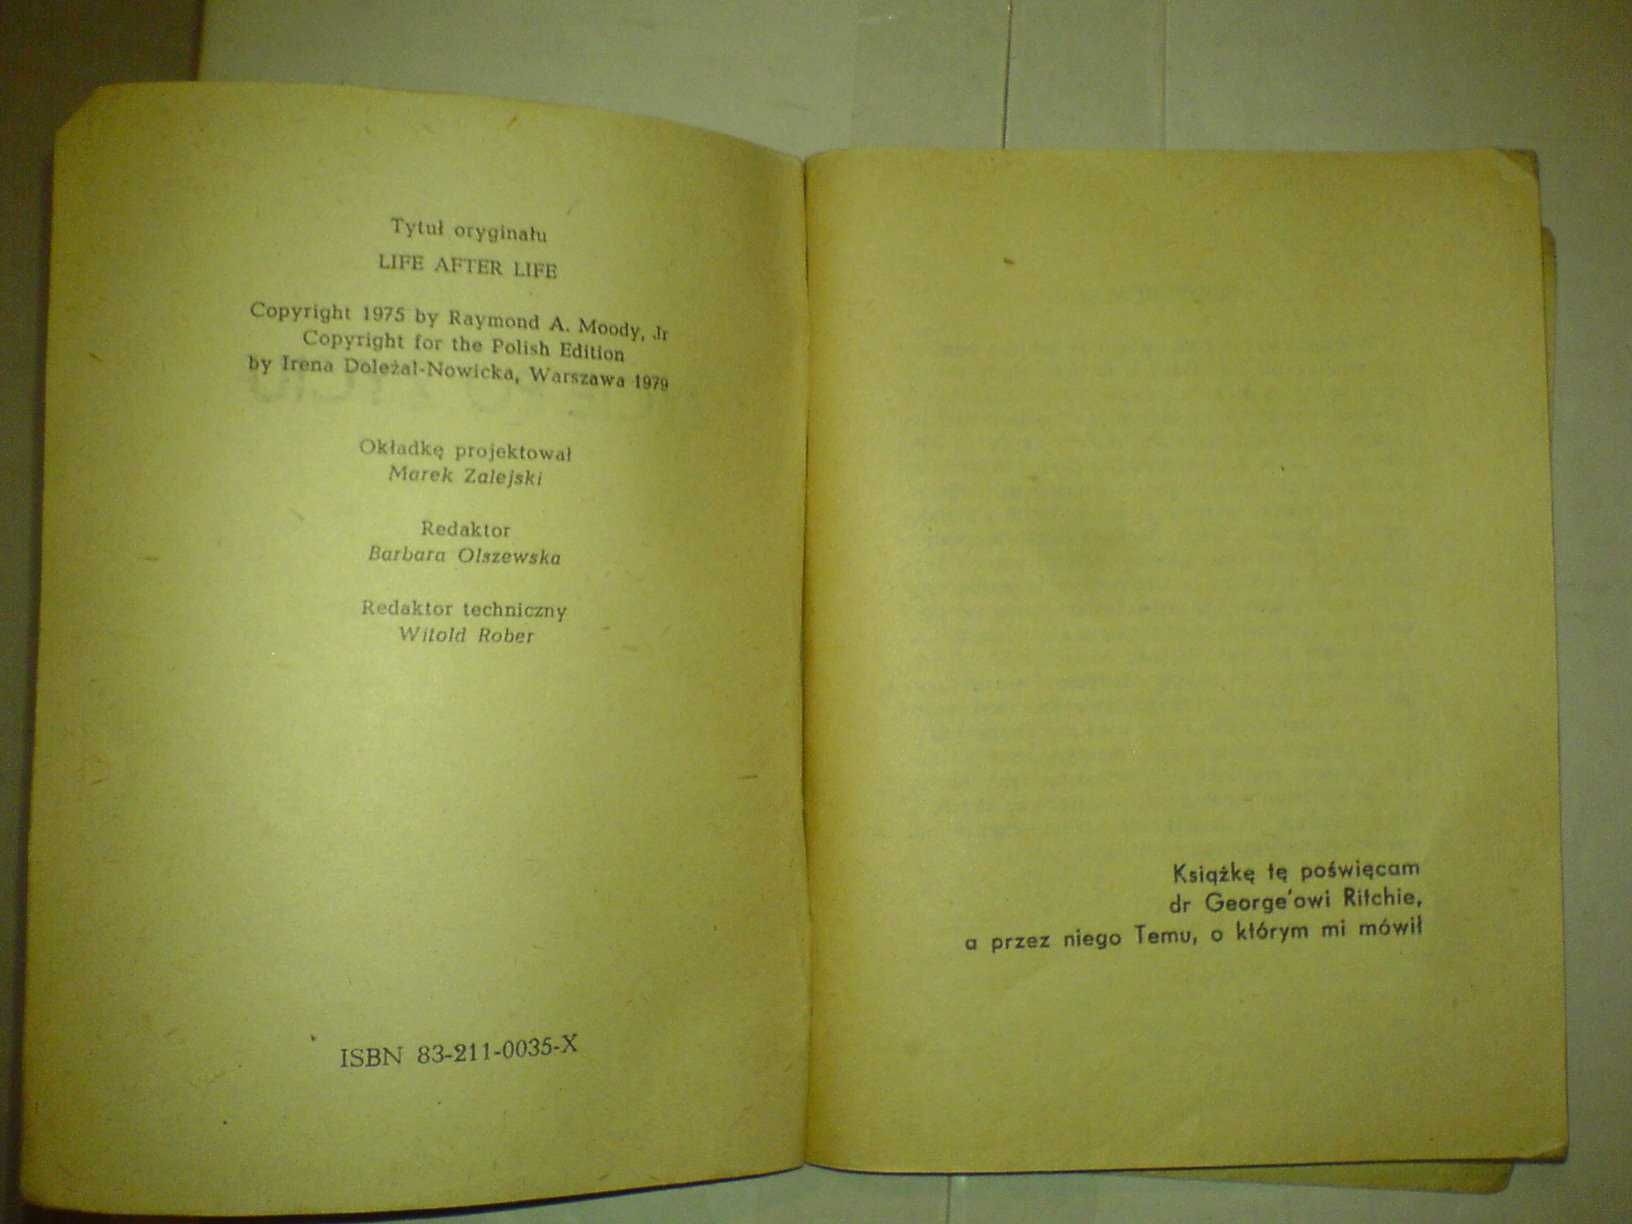 Tytuł oryginału
LIFE AFTER LIFE
Copyright 1975 by Raymond A. Moody, Jr
Copyright for the Polish Edition
by Irena Doleżal-Nowicka, Warszawa 1979
Okładkę projektował
Marek Zalejski
Redaktor
Barbara Olszewska
Redaktor techniczny
Witold Rober
ISBN 83-211-0035-X
Książkę tę poświęcam
dr George'owi Ritchie,
a przez niego Temu, o którym mi mówił